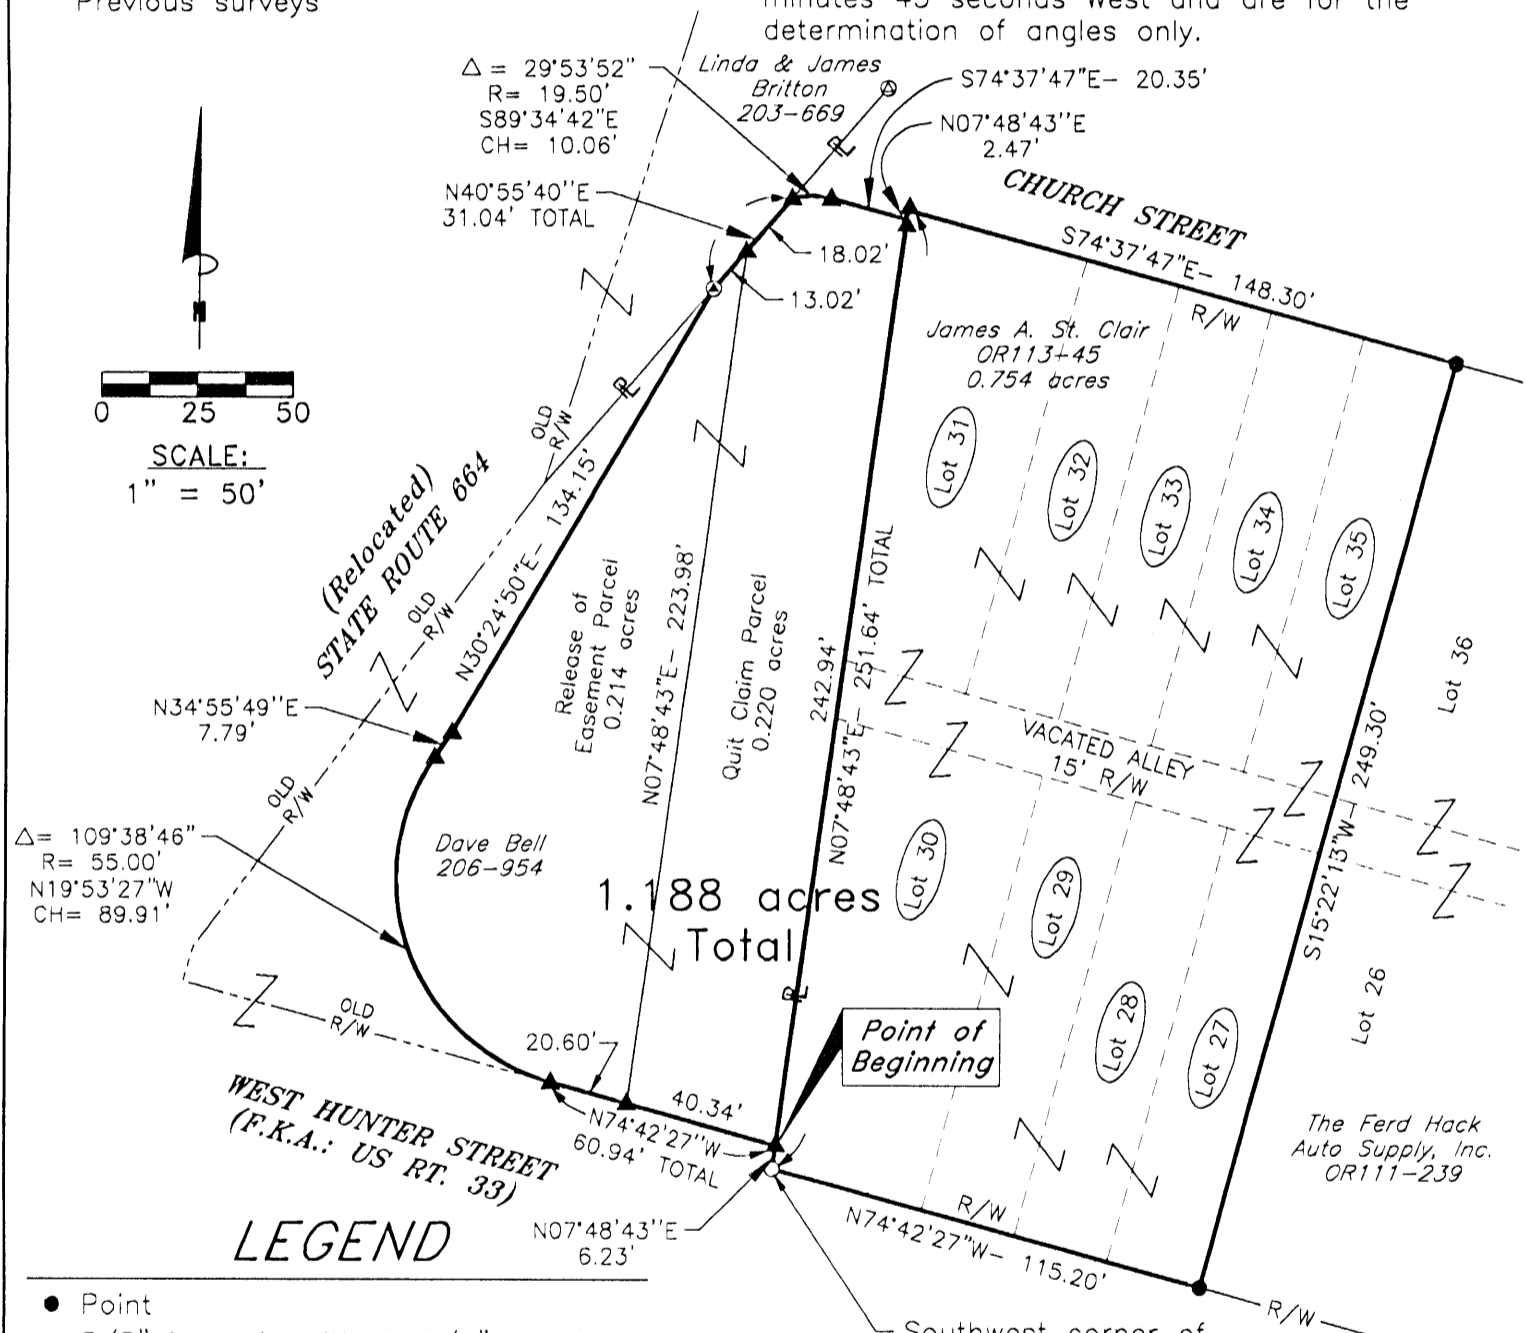 Previous surveys
minutes 45 seconds West and are for the
determination of angles only.
Δ = 29°53'52"
R= 19.50'
S89°34'42"E
CH= 10.06'
Linda & James
Britton
203-669
S74°37'47"E- 20.35'
N07°48'43"E
2.47'
N40°55'40"E
31.04' TOTAL
CHURCH STREET
S74°37'47"E- 148.30'
R/W
18.02'
13.02'
N
0 25 50
SCALE:
1" = 50'
James A. St. Clair
OR113-45
0.754 acres
OLD
R/W
(Relocated)
STATE ROUTE 664
OLD
R/W
N30°24'50"E- 134.15'
Lot 31
Lot 32
Lot 33
Lot 34
Lot 35
Lot 36
Release of
Easement Parcel
0.214 acres
N07°48'43"E- 223.98'
Quit Claim Parcel
0.220 acres
242.94'
N07°48'43"E- 251.64' TOTAL
N34°55'49"E
7.79'
VACATED ALLEY
15' R/W
S15°22'13"W- 249.30'
OLD
R/W
Δ= 109°38'46"
R= 55.00'
N19°53'27"W
CH= 89.91'
Dave Bell
206-954
1.188 acres
Total
Lot 30
Lot 29
Lot 28
Lot 27
Lot 26
OLD
R/W
20.60'
40.34'
Point of
Beginning
N74°42'27"W
60.94' TOTAL
WEST HUNTER STREET
(F.K.A.: US RT. 33)
The Ferd Hack
Auto Supply, Inc.
OR111-239
R/W
N74°42'27"W- 115.20'
N07°48'43"E
6.23'
R/W
LEGEND
Point
Southwest corner of